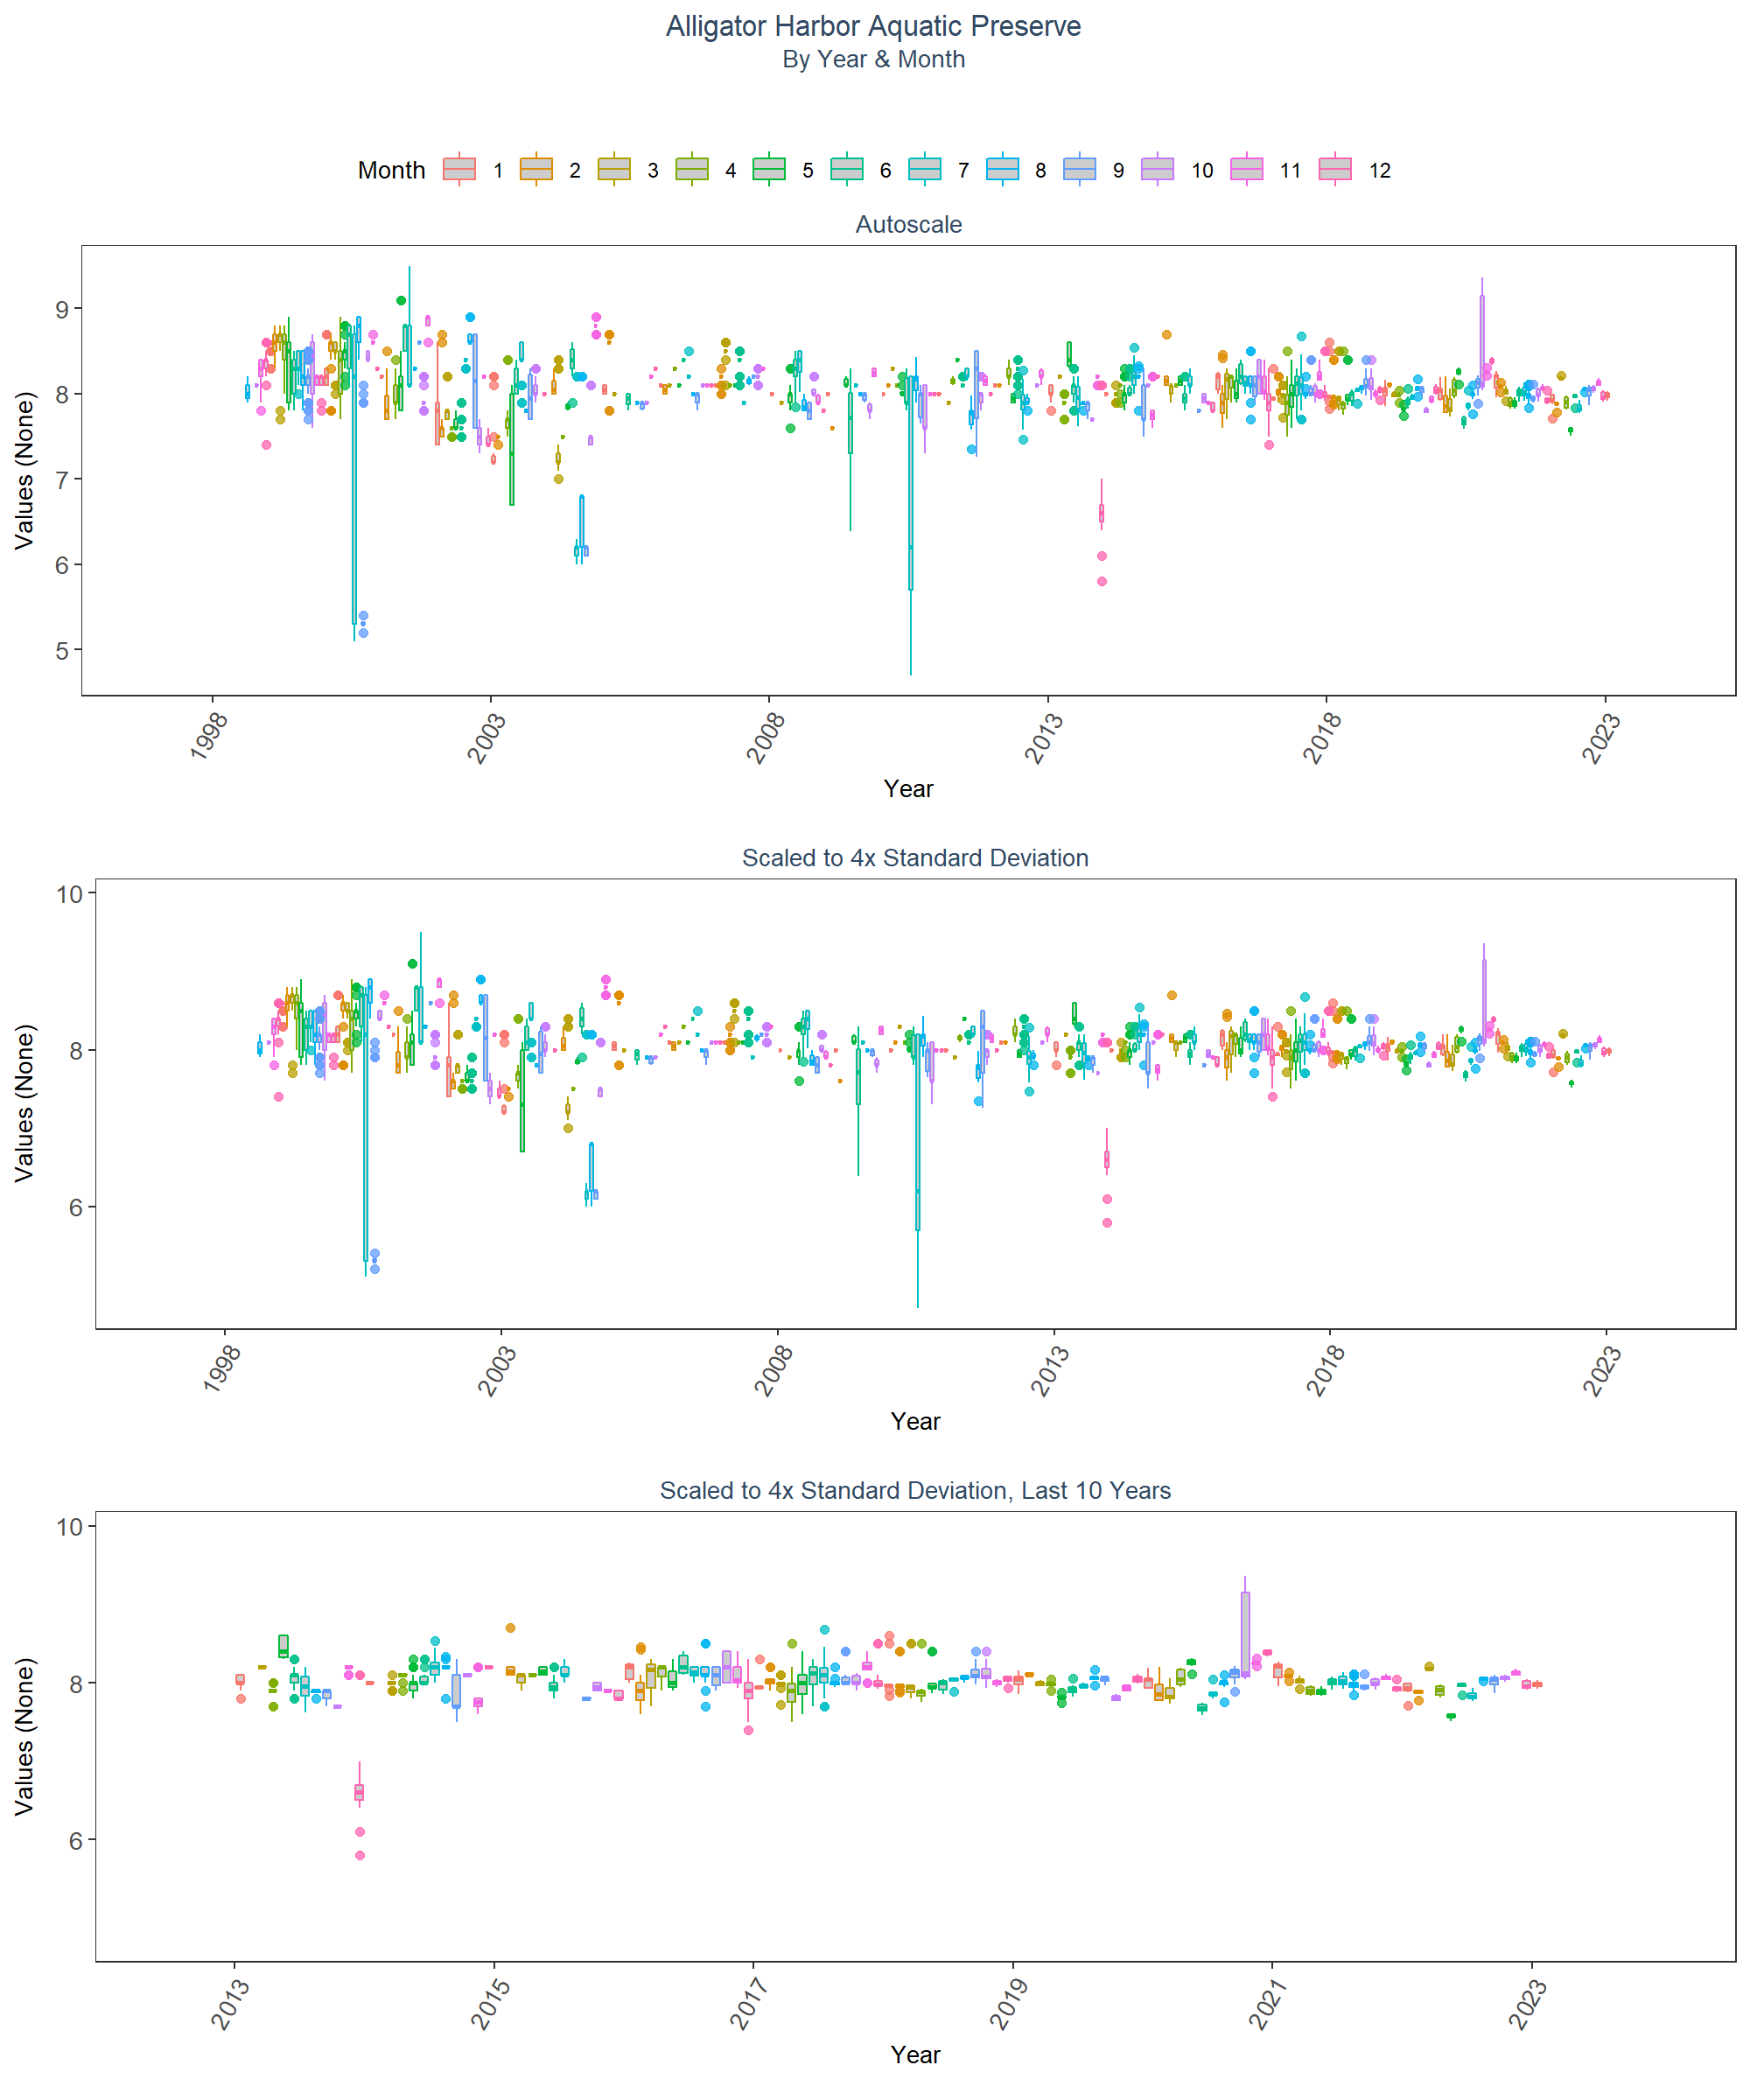 Alligator Harbor Aquatic Preserve
By Year & Month
Month 1 2 3 4 5 6 7 8 9 10 11 12
Autoscale
Values (None)
9
8
7
6
5
1998 2003 2008 2013 2018 2023
Year
Scaled to 4x Standard Deviation
Values (None)
10
8
6
1998 2003 2008 2013 2018 2023
Year
Scaled to 4x Standard Deviation, Last 10 Years
Values (None)
10
8
6
2013 2015 2017 2019 2021 2023
Year